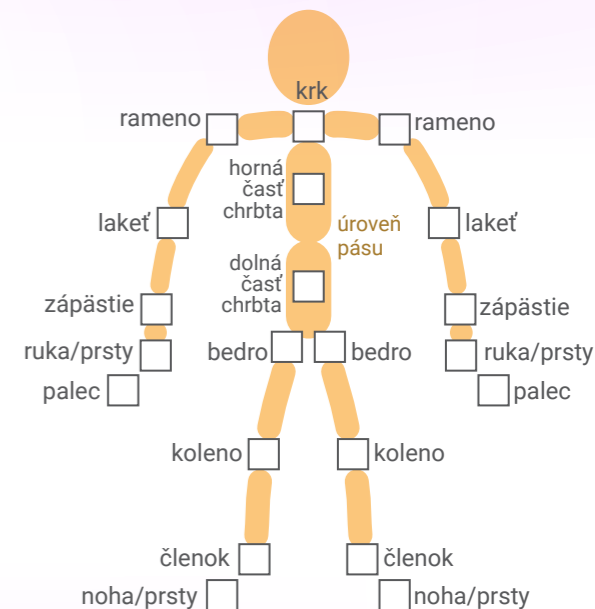 krk
rameno
rameno
horná
časť
chrbta
lakeť
úroveň
pásu
lakeť
dolná
časť
chrbta
zápästie
zápästie
ruka/prsty
bedro
bedro
ruka/prsty
palec
palec
koleno
koleno
členok
členok
noha/prsty
noha/prsty